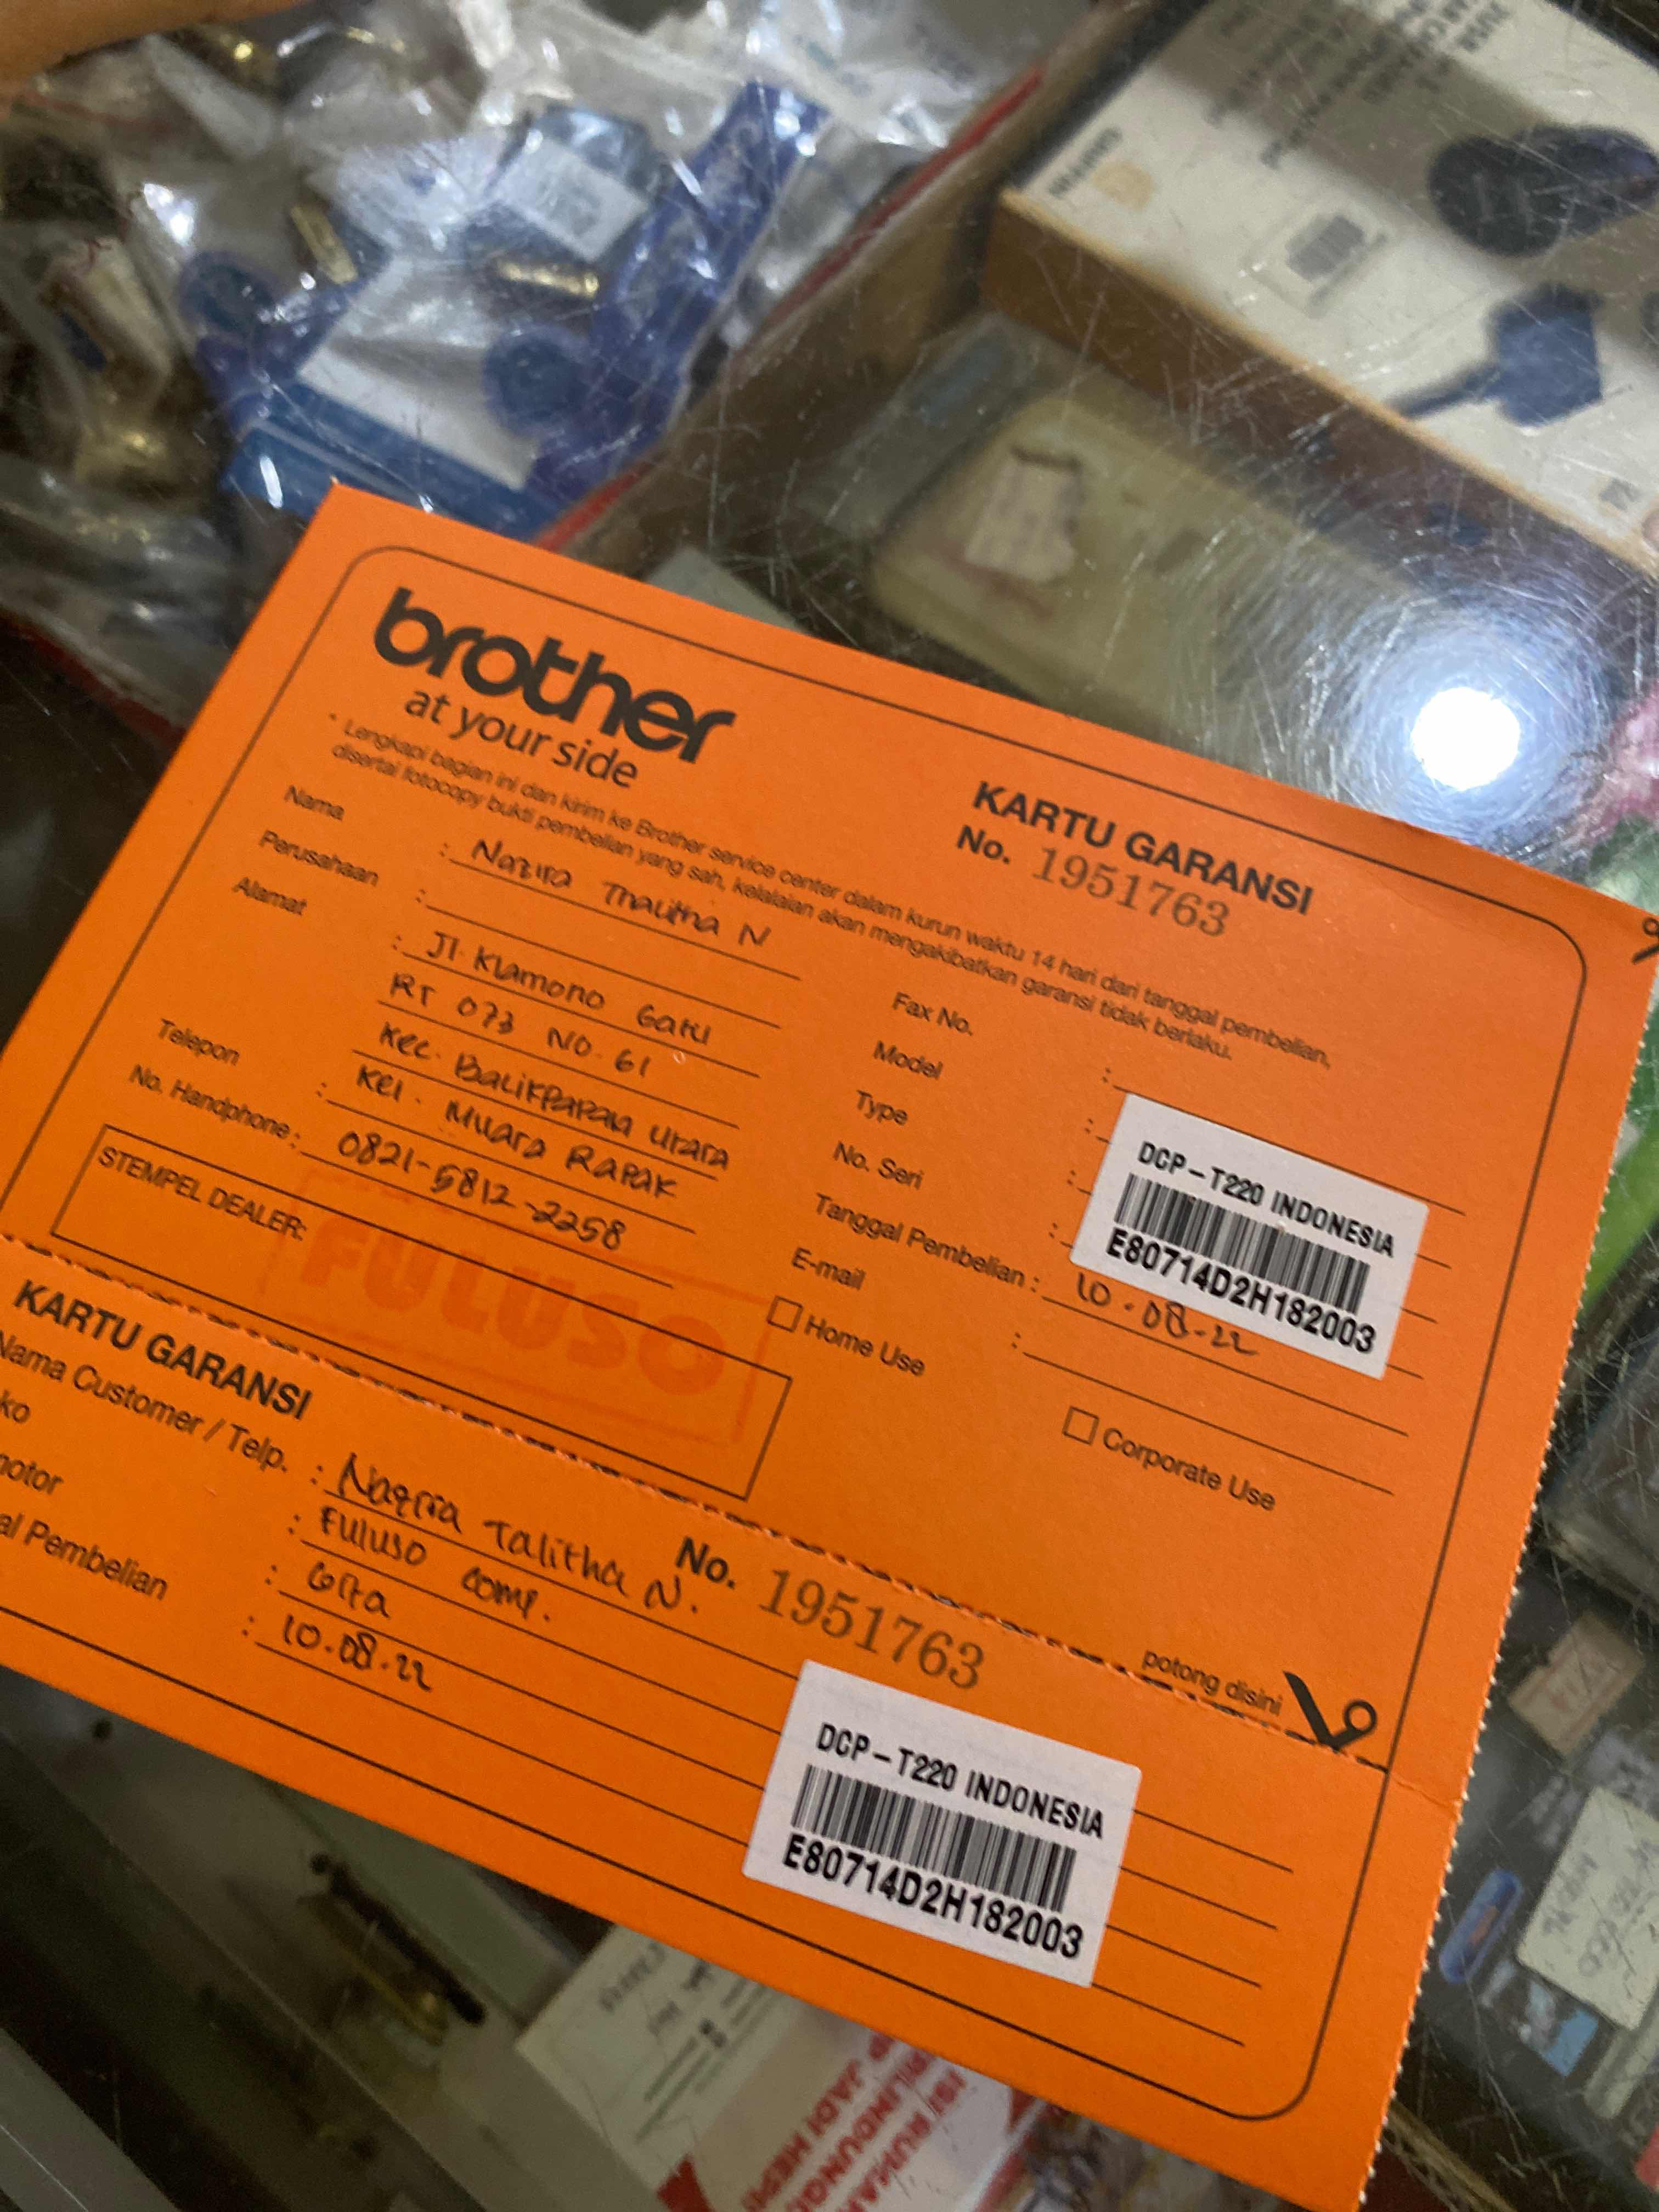 brother
at your side
KARTU GARANSI
No. 1951763
* Lengkapi bagian ini dan kirim ke Brother service center dalam kurun waktu 14 hari dari tanggal pembelian,
disertai fotocopy bukti pembelian yang sah, kelalaian akan mengakibatkan garansi tidak berlaku.
Nama : Nazira Thalitha N
Perusahaan :
Alamat : Jl. Klamono Gatu
RT 073 NO. 61
Kec. Balikpapan Utara
Kel. Muara Rapak
Telepon :
No. Handphone : 0821-5812-2258
STEMPEL DEALER:
FULUSO
Fax No. :
Model :
Type :
No. Seri :
DCP-T220 INDONESIA
E80714D2H182003
Tanggal Pembelian : 10-08-22
E-mail :
Home Use
Corporate Use
potong disini
KARTU GARANSI
No. 1951763
Nama Customer / Telp. : Nazira Talitha N.
ko : Fuluso Comp.
motor : Gita
al Pembelian : 10.08.22
DCP-T220 INDONESIA
E80714D2H182003